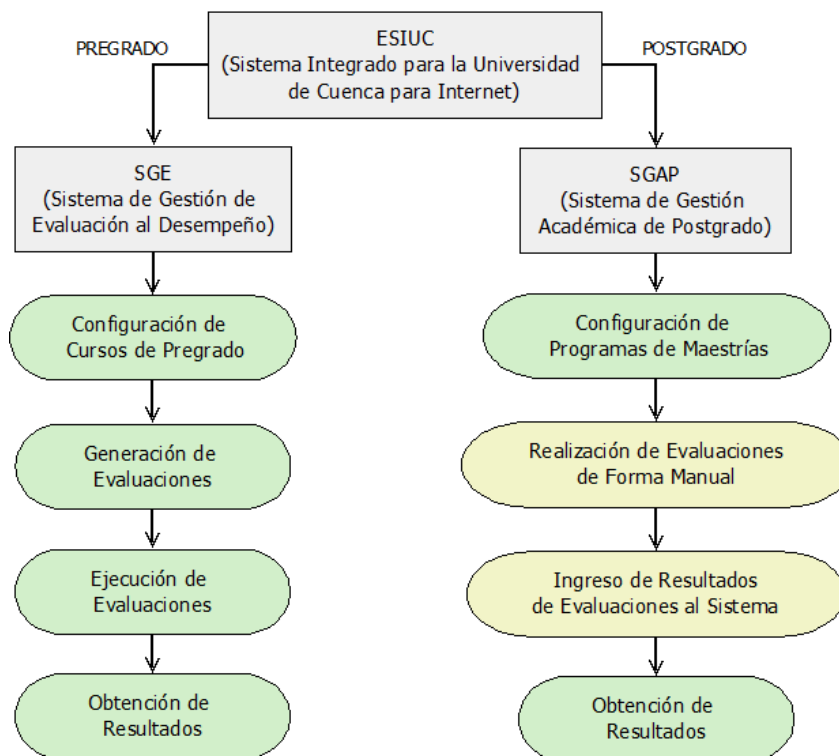 PREGRADO
ESIUC
(Sistema Integrado para la Universidad
de Cuenca para Internet)
POSTGRADO
SGE
(Sistema de Gestión de
Evaluación al Desempeño)
SGAP
(Sistema de Gestión
Académica de Postgrado)
Configuración de
Cursos de Pregrado
Configuración de
Programas de Maestrías
Generación de
Evaluaciones
Realización de Evaluaciones
de Forma Manual
Ejecución de
Evaluaciones
Ingreso de Resultados
de Evaluaciones al Sistema
Obtención de
Resultados
Obtención de
Resultados